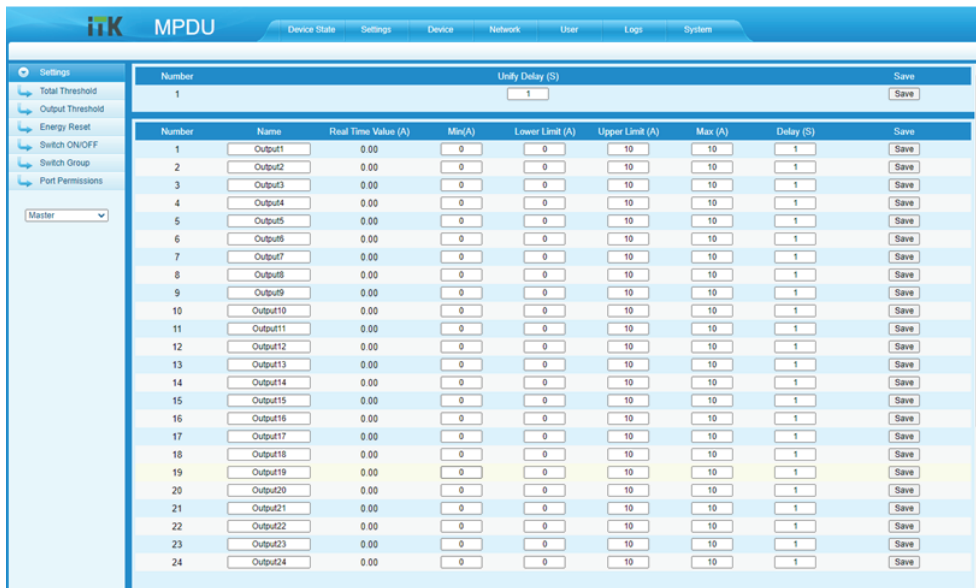 iTK MPDU Device State Settings Device Network User Logs System
Settings
Total Threshold
Output Threshold
Energy Reset
Switch ON/OFF
Switch Group
Port Permissions
Master
Number Unify Delay (S) Save
1 1 Save
Number Name Real Time Value (A) Min(A) Lower Limit (A) Upper Limit (A) Max (A) Delay (S) Save
1 Output1 0.00 0 0 10 10 1 Save
2 Output2 0.00 0 0 10 10 1 Save
3 Output3 0.00 0 0 10 10 1 Save
4 Output4 0.00 0 0 10 10 1 Save
5 Output5 0.00 0 0 10 10 1 Save
6 Output6 0.00 0 0 10 10 1 Save
7 Output7 0.00 0 0 10 10 1 Save
8 Output8 0.00 0 0 10 10 1 Save
9 Output9 0.00 0 0 10 10 1 Save
10 Output10 0.00 0 0 10 10 1 Save
11 Output11 0.00 0 0 10 10 1 Save
12 Output12 0.00 0 0 10 10 1 Save
13 Output13 0.00 0 0 10 10 1 Save
14 Output14 0.00 0 0 10 10 1 Save
15 Output15 0.00 0 0 10 10 1 Save
16 Output16 0.00 0 0 10 10 1 Save
17 Output17 0.00 0 0 10 10 1 Save
18 Output18 0.00 0 0 10 10 1 Save
19 Output19 0.00 0 0 10 10 1 Save
20 Output20 0.00 0 0 10 10 1 Save
21 Output21 0.00 0 0 10 10 1 Save
22 Output22 0.00 0 0 10 10 1 Save
23 Output23 0.00 0 0 10 10 1 Save
24 Output24 0.00 0 0 10 10 1 Save